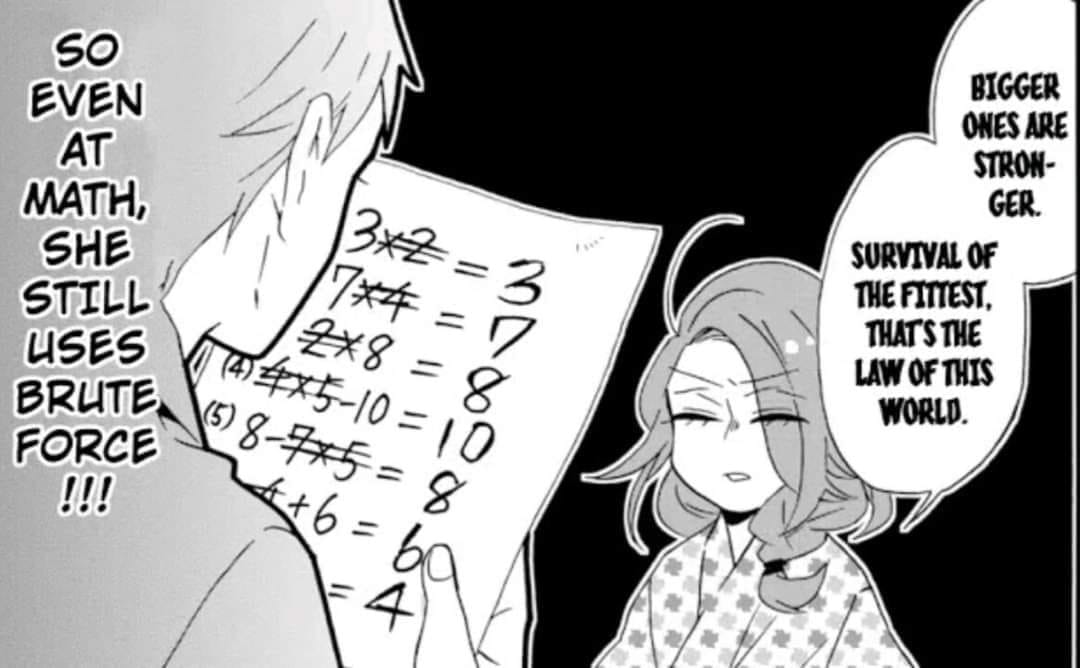 BIGGER
ONES ARE
STRON-
GER.
SURVIVAL OF
THE FITTEST,
THAT'S THE
LAW OF THIS
WORLD.
3×2 = 3
7×4 = 7
2×8 = 8
(4) 4×5-10 = 10
(5) 8-7×5 = 8
4+6 = 6
= 4
SO
EVEN
AT
MATH,
SHE
STILL
USES
BRUTE
FORCE
!!!